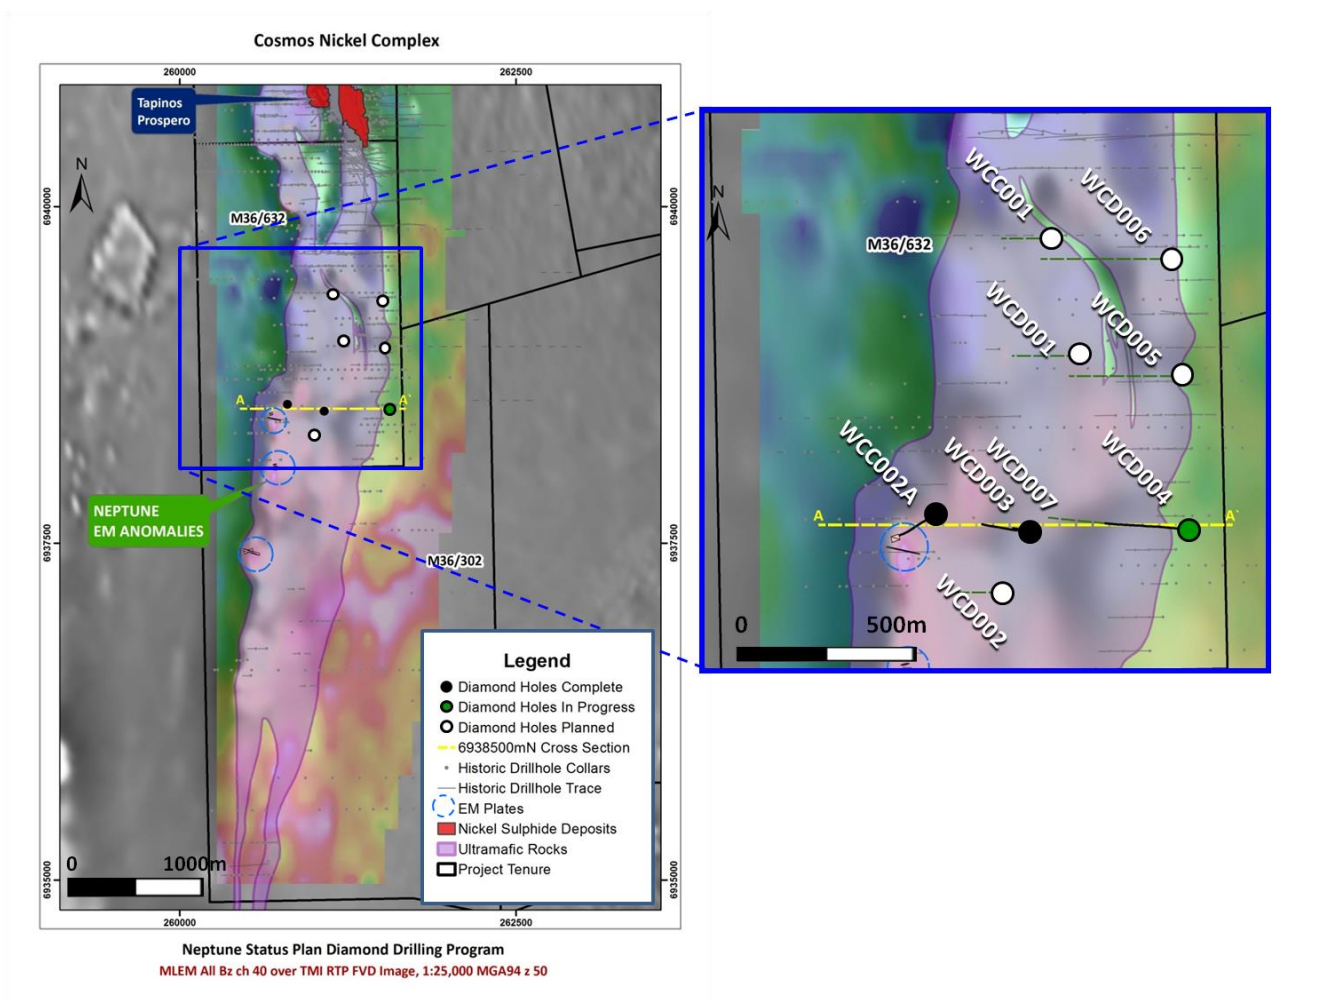 Cosmos Nickel Complex
260000
262500
Tapinos
Prospero
N
6940000
6940000
M36/632
A
A`
NEPTUNE
EM ANOMALIES
6937500
6937500
M36/302
Legend
Diamond Holes Complete
Diamond Holes In Progress
Diamond Holes Planned
6938500mN Cross Section
Historic Drillhole Collars
Historic Drillhole Trace
EM Plates
Nickel Sulphide Deposits
Ultramafic Rocks
Project Tenure
0
1000m
6935000
6935000
260000
262500
Neptune Status Plan Diamond Drilling Program
MLEM All Bz ch 40 over TMI RTP FVD Image, 1:25,000 MGA94 z 50
N
M36/632
WCC001
WCD006
WCD001
WCD005
WCC002A
WCD003
WCD007
WCD004
A
A`
WCD002
0
500m